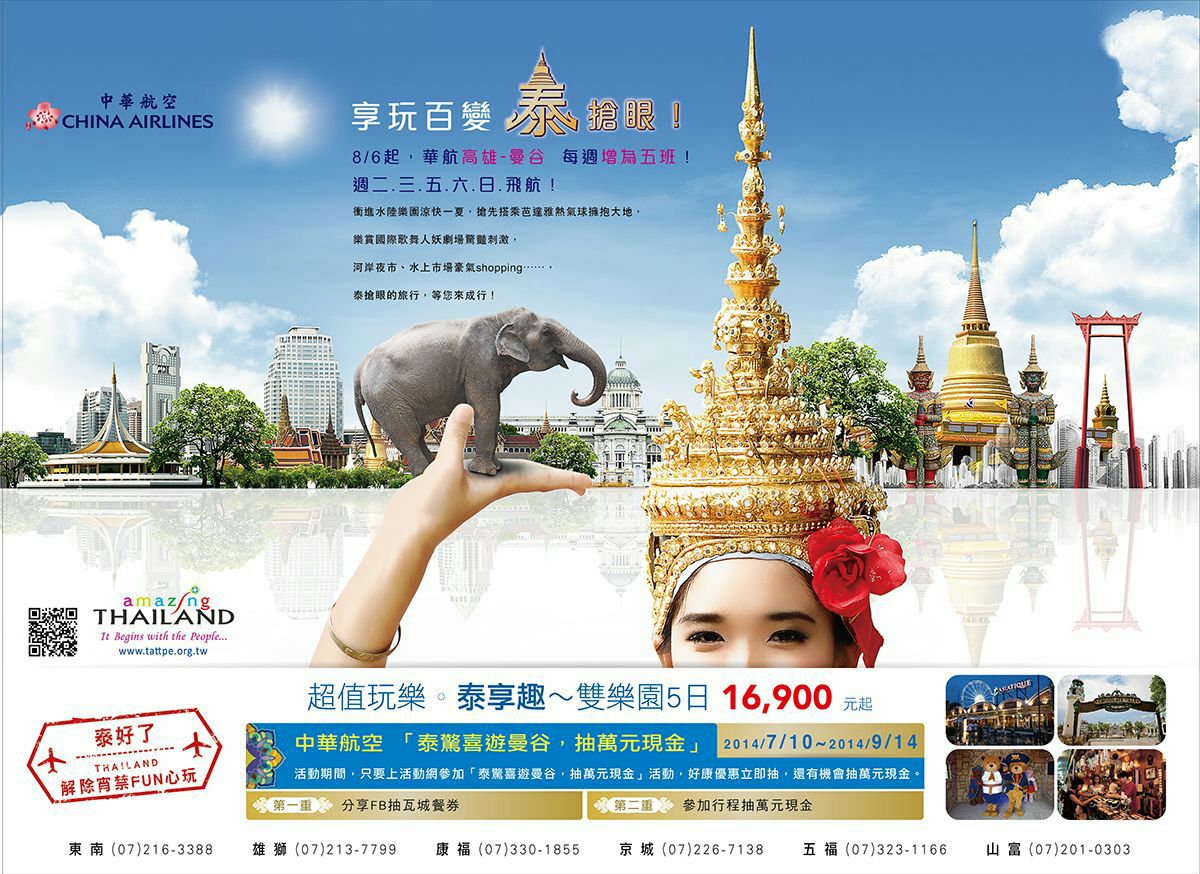 中華航空
CHINA AIRLINES
享玩百變 泰 搶眼！
8/6起，華航高雄-曼谷 每週增為五班！
週二.三.五.六.日.飛航！
衝進水陸樂園涼快一夏，搶先搭乘芭達雅熱氣球擁抱大地，
樂賞國際歌舞人妖劇場驚豔刺激，
河岸夜市、水上市場豪氣shopping……，
泰搶眼的旅行，等您來成行！
amazing
THAILAND
It Begins with the People...
www.tattpe.org.tw
超值玩樂。泰享趣～雙樂園5日 16,900 元起
ASIATIQUE
泰好了
THAILAND
解除宵禁FUN心玩
中華航空 「泰驚喜遊曼谷，抽萬元現金」 2014/7/10~2014/9/14
活動期間，只要上活動網參加「泰驚喜遊曼谷，抽萬元現金」活動，好康優惠立即抽，還有機會抽萬元現金。
第一重 分享FB抽瓦城餐券 第二重 參加行程抽萬元現金
東南 (07)216-3388 雄獅 (07)213-7799 康福 (07)330-1855 京城 (07)226-7138 五福 (07)323-1166 山富 (07)201-0303